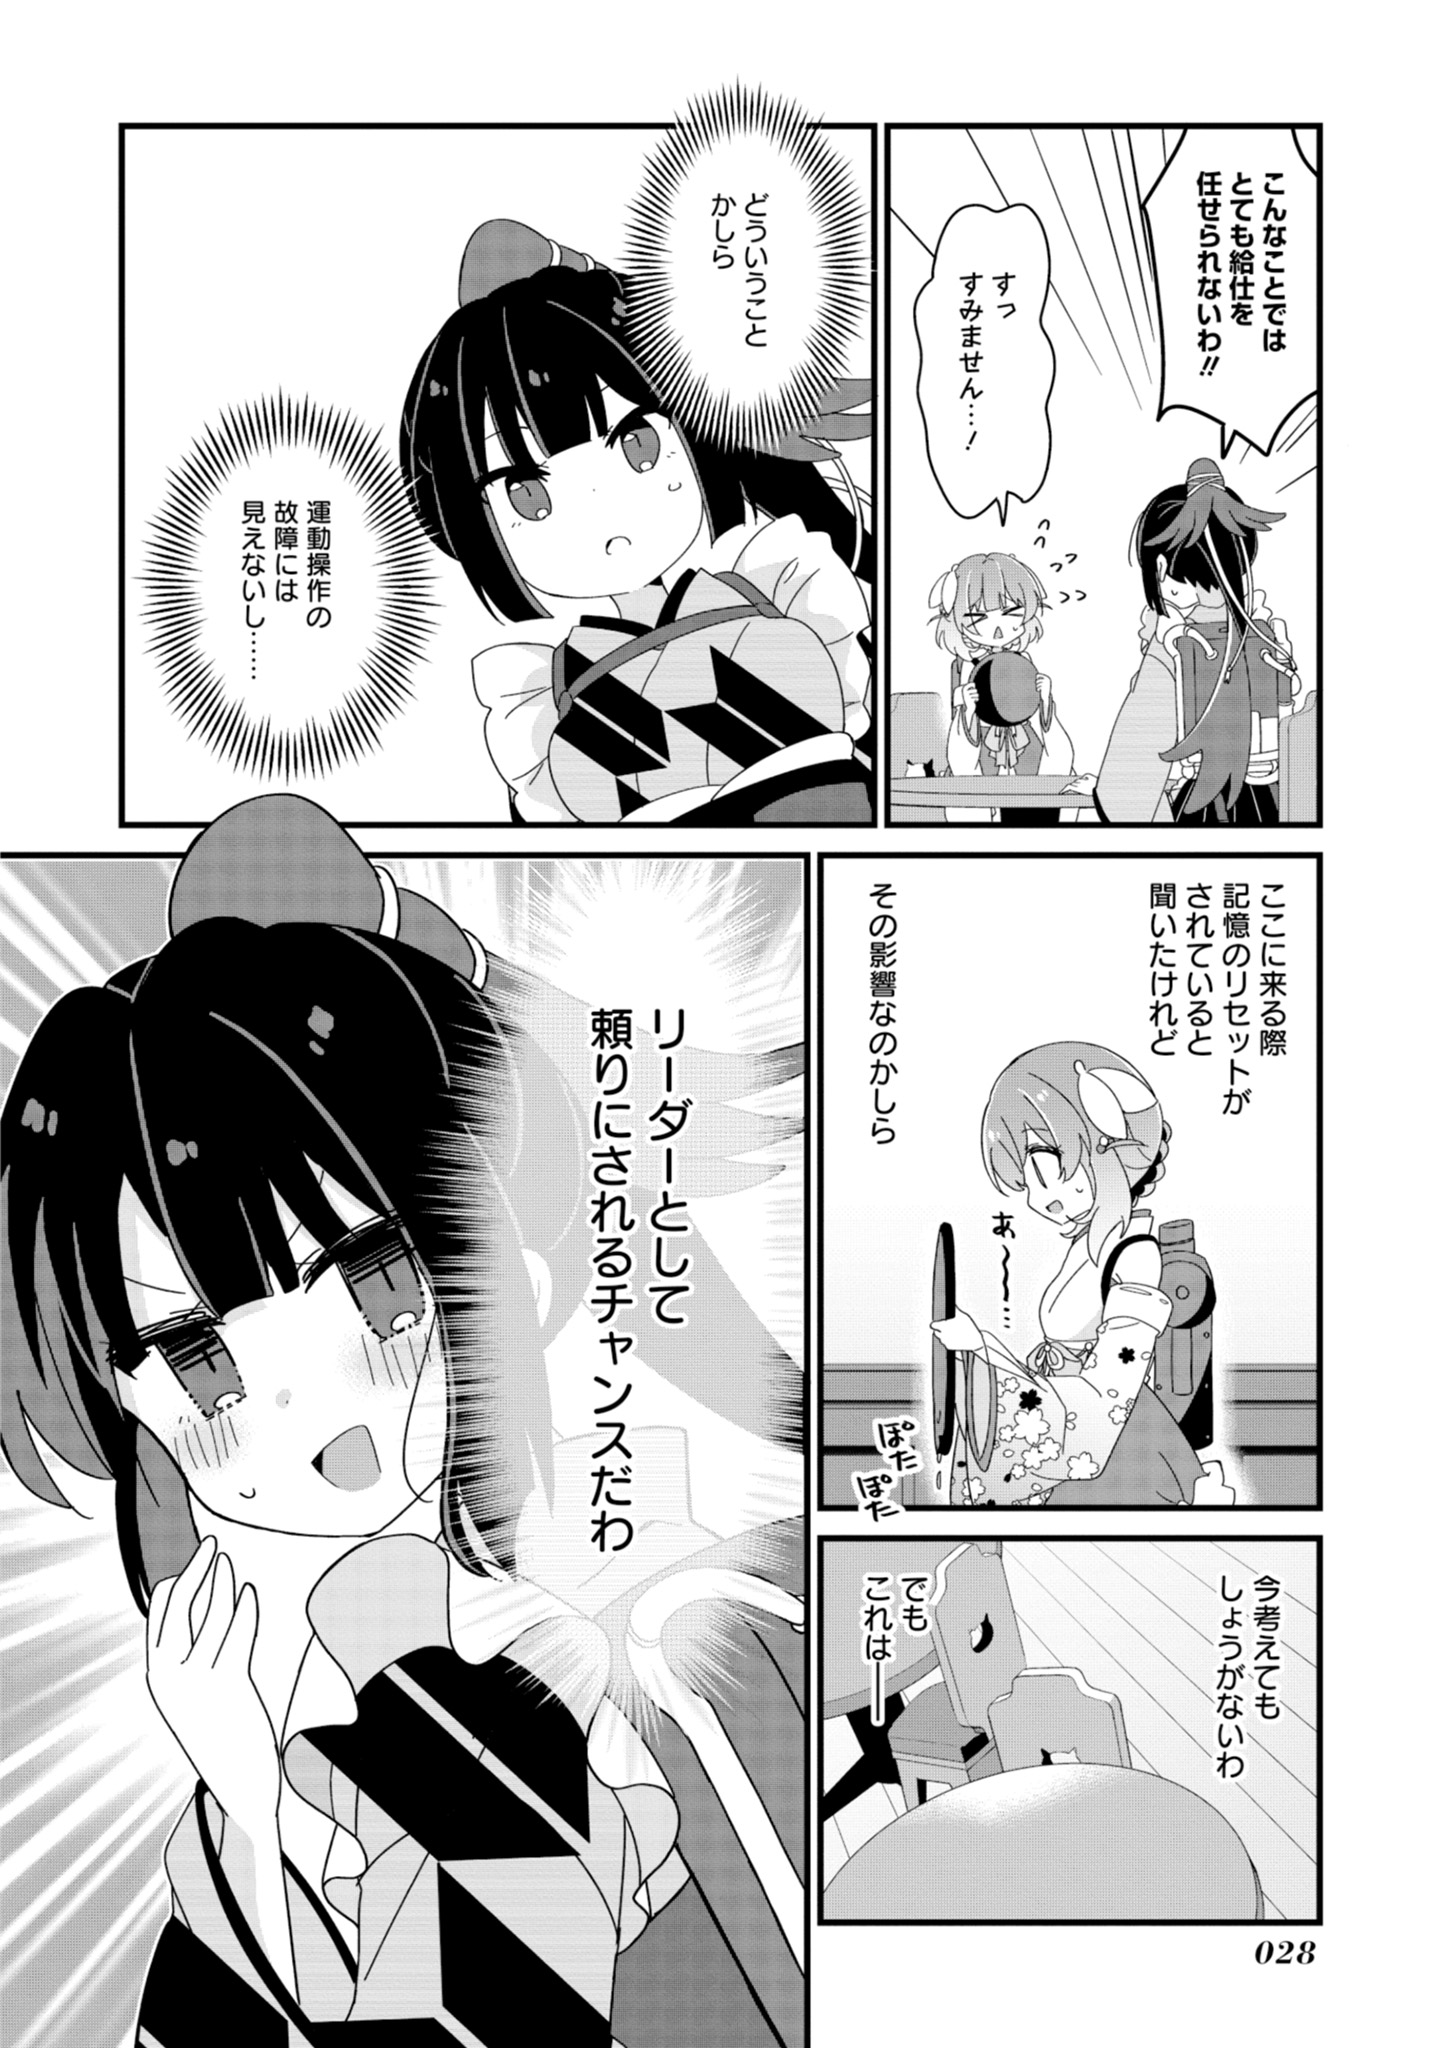 こんなことでは
とても給仕を
任せられないわ!!
すっ
すみません…!
どういうこと
かしら
運動操作の
故障には
見えないし……
ここに来る際
記憶のリセットが
されていると
聞いたけれど
その影響なのかしら
あ〜〜…
ぽた
ぽた
今考えても
しょうがないわ
でも
これは――
リーダーとして
頼りにされるチャンスだわ
028